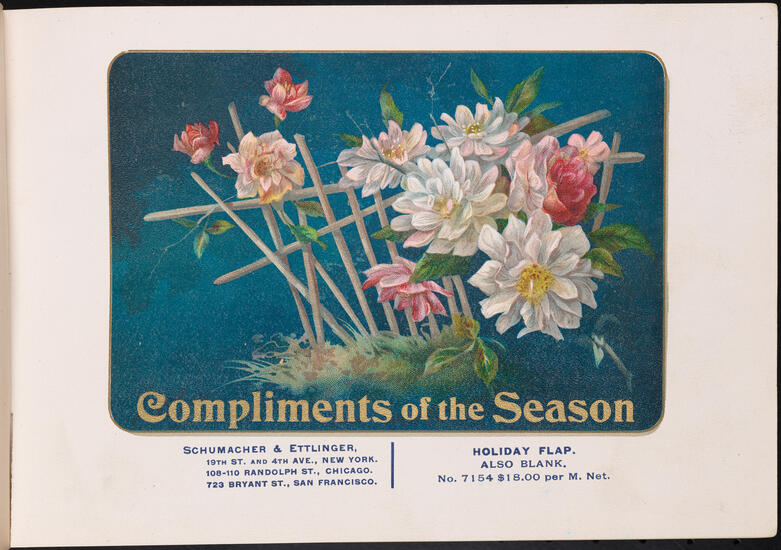 Compliments of the Season
SCHUMACHER & ETTLINGER,
19TH ST. AND 4TH AVE., NEW YORK.
108-110 RANDOLPH ST., CHICAGO.
723 BRYANT ST., SAN FRANCISCO.
HOLIDAY FLAP.
ALSO BLANK.
No. 7154 $18.00 per M. Net.